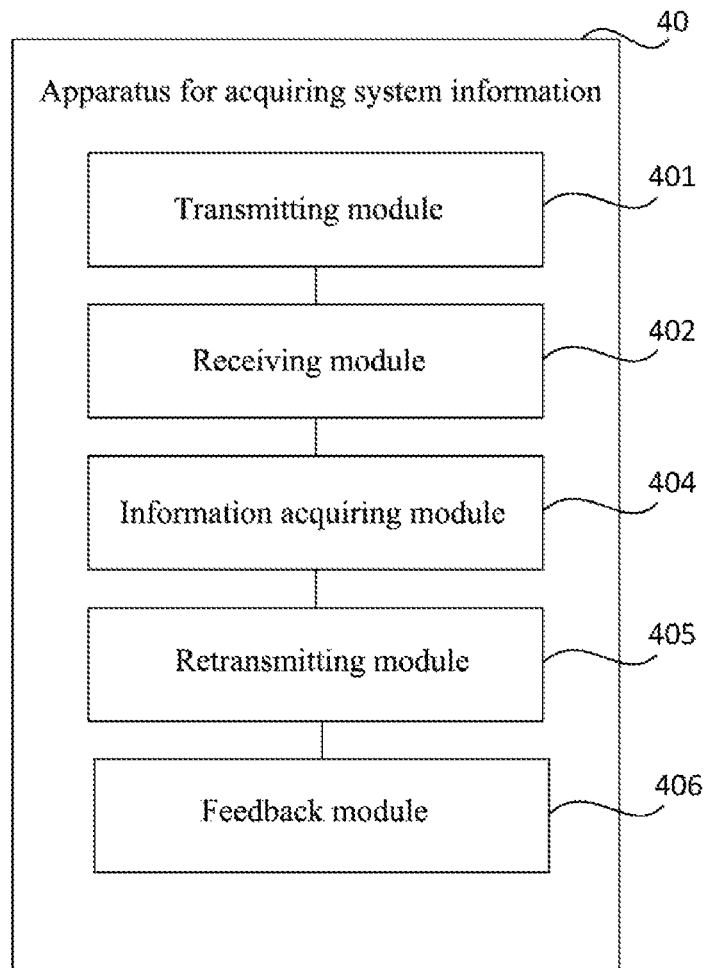 40
Apparatus for acquiring system information
401
Transmitting module
402
Receiving module
404
Information acquiring module
405
Retransmitting module
406
Feedback module